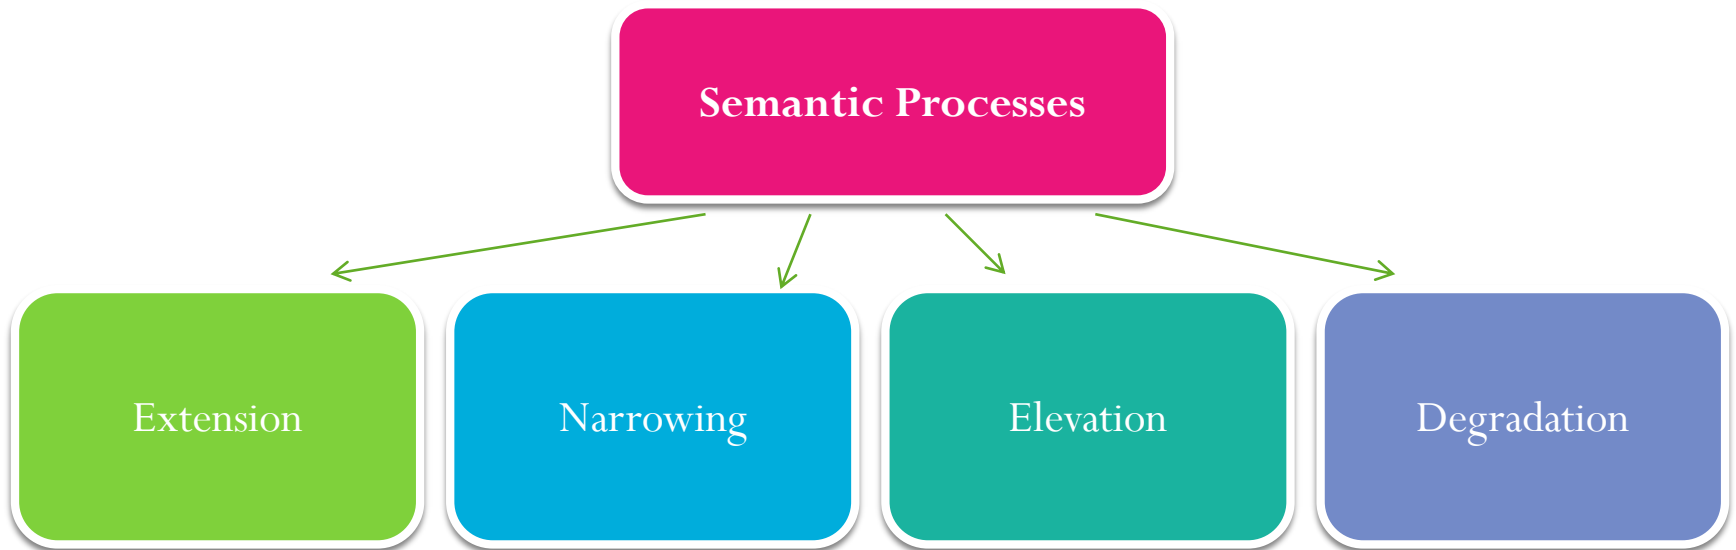 Semantic Processes
Extension
Narrowing
Elevation
Degradation